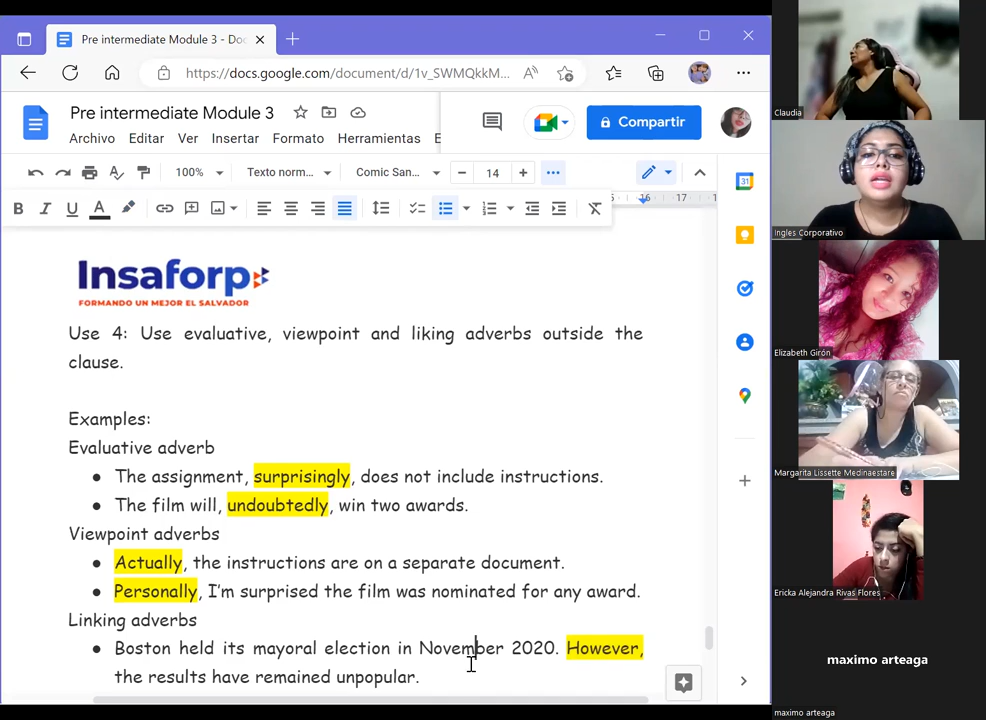 Pre intermediate Module 3 - Doc
https://docs.google.com/document/d/1v_SWMQkkM...
Pre intermediate Module 3
Archivo Editar Ver Insertar Formato Herramientas E
Compartir
100% Texto norm... Comic San... 14
B I U A
16 17
31
Insaforp
FORMANDO UN MEJOR EL SALVADOR
Use 4: Use evaluative, viewpoint and liking adverbs outside the
clause.
Examples:
Evaluative adverb
● The assignment, surprisingly, does not include instructions.
● The film will, undoubtedly, win two awards.
Viewpoint adverbs
● Actually, the instructions are on a separate document.
● Personally, I'm surprised the film was nominated for any award.
Linking adverbs
● Boston held its mayoral election in November 2020. However,
the results have remained unpopular.
Claudia
Ingles Corporativo
Elizabeth Girón
Margarita Lissette Medinaestare
Ericka Alejandra Rivas Flores
maximo arteaga
maximo arteaga